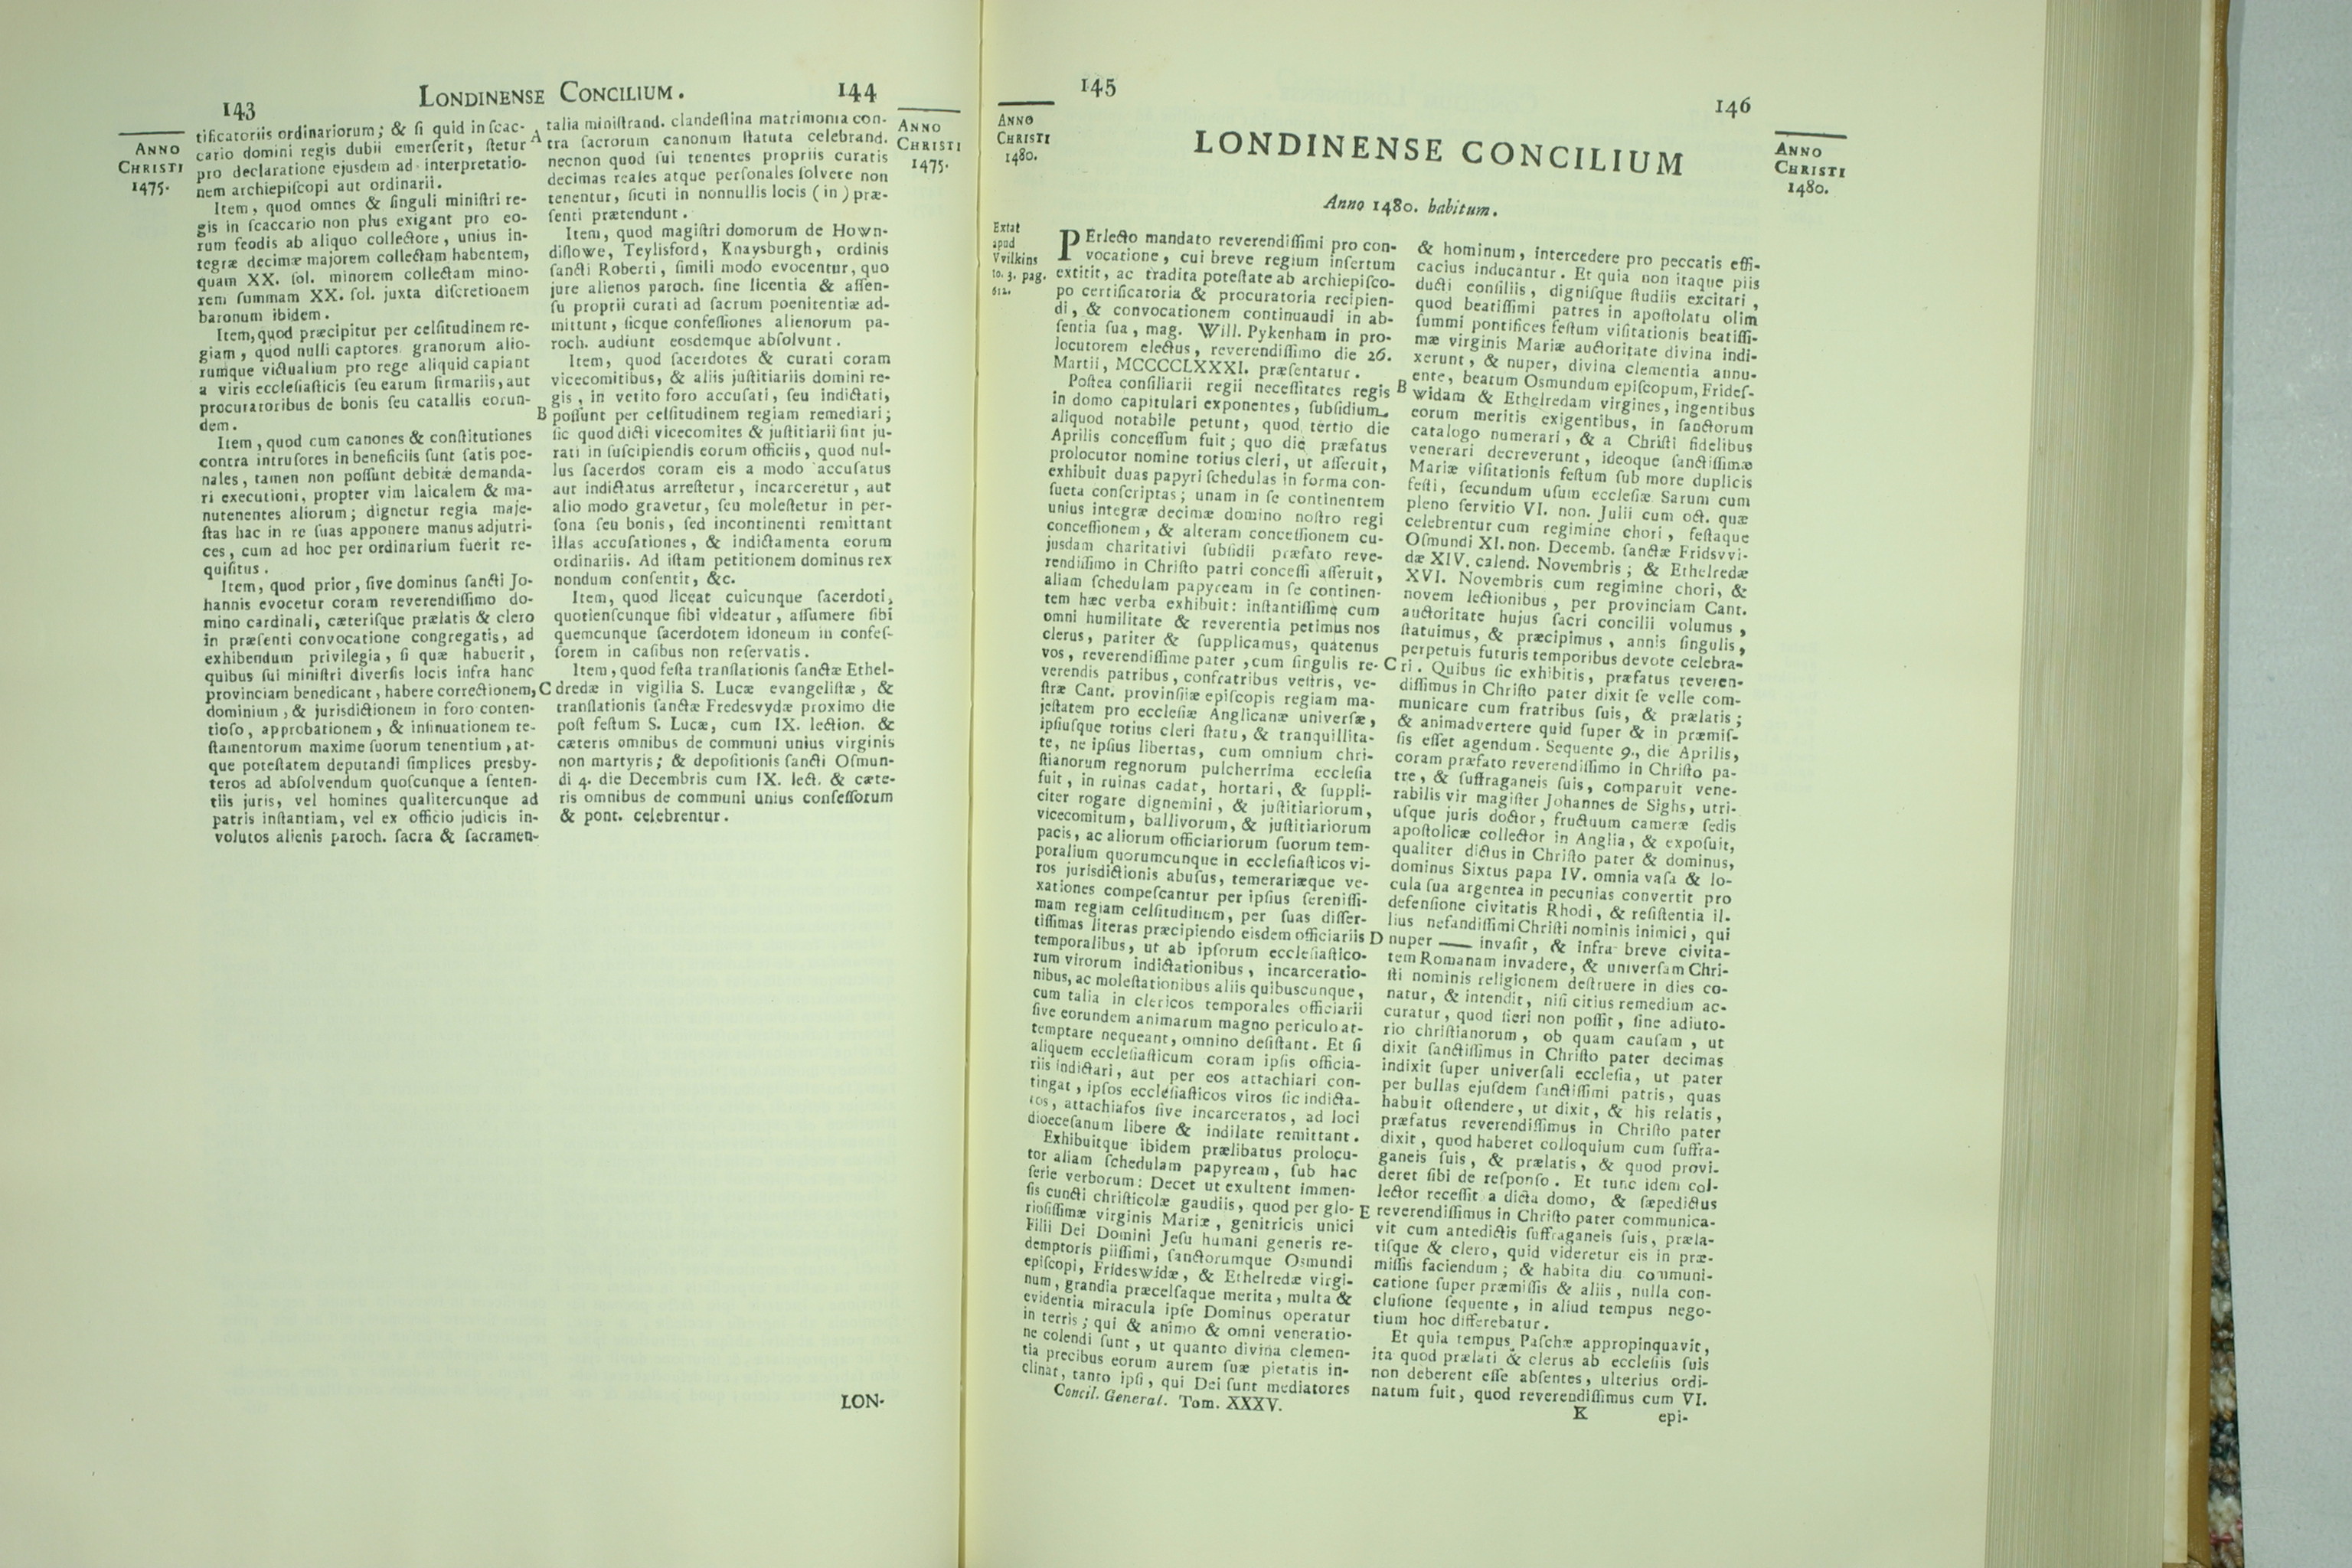 143
LONDINENSE CONCILIUM.
144
ANNO
CHRISTI
1475.
tificatoriis ordinariorum; & ſi quid in ſcac-
cario domini regis dubii emerſerit, ſtetur
pro declaratione ejusdem ad interpretatio-
nem archiepiſcopi aut ordinarii.
Item, quod omnes & ſinguli miniſtri re-
gis in ſcaccario non plus exigant pro eo-
rum feodis ab aliquo collectore, unius in-
tegræ decimæ majorem collectam habentem,
quam XX. ſol. minorem collectam mino-
rem ſummam XX. ſol. juxta diſcretionem
baronum ibidem.
Item, quod præcipitur per celſitudinem re-
giam, quod nulli captores granorum alio-
rumque victualium pro rege aliquid capiant
a viris eccleſiaſticis ſeu earum firmariis, aut
procuratoribus de bonis ſeu catallis eorun-
dem.
Item, quod cum canones & conſtitutiones
contra intruſores in beneficiis ſunt ſatis poe-
nales, tamen non poſſunt debitæ demanda-
ri executioni, propter vim laicalem & ma-
nutenentes aliorum; dignetur regia maje-
ſtas hac in re ſuas apponere manus adjutri-
ces, cum ad hoc per ordinarium fuerit re-
quiſitus.
Item, quod prior, ſive dominus ſancti Jo-
hannis evocetur coram reverendiſſimo do-
mino cardinali, cæteriſque prælatis & clero
in præſenti convocatione congregatis, ad
exhibendum privilegia, ſi quæ habuerit,
quibus ſui miniſtri diverſis locis infra hanc
provinciam benedicant, habere correctionem,
dominium, & jurisdictionem in foro conten-
tioſo, approbationem, & inſinuationem te-
ſtamentorum maxime ſuorum tenentium, at-
que poteſtatem deputandi ſimplices presby-
teros ad abſolvendum quoſcunque a ſenten-
tiis juris, vel homines qualitercunque ad
patris inſtantiam, vel ex officio judicis in-
volutos alienis paroch. ſacra & ſacramen-
A
B
C
talia miniſtrand. clandeſtina matrimonia con-
tra ſacrorum canonum ſtatuta celebrand.
necnon quod ſui tenentes propriis curatis
decimas reales atque perſonales ſolvere non
tenentur, ſicuti in nonnullis locis (in) præ-
ſenti prætendunt.
Item, quod magiſtri domorum de Hown-
diſlowe, Teylisford, Knaysburgh, ordinis
ſancti Roberti, ſimili modo evocentur, quo
jure alienos paroch. ſine licentia & aſſen-
ſu proprii curati ad ſacrum poenitentiæ ad-
mittunt, ſicque confeſſiones alienorum pa-
roch. audiunt eosdemque abſolvunt.
Item, quod ſacerdotes & curati coram
vicecomitibus, & aliis juſtitiariis domini re-
gis, in vetito foro accuſati, ſeu indictati,
poſſunt per celſitudinem regiam remediari;
ſic quod dicti vicecomites & juſtitiarii ſint ju-
rati in ſuſcipiendis eorum officiis, quod nul-
lus ſacerdos coram eis a modo accuſatus
aut indictatus arreſtetur, incarceretur, aut
alio modo gravetur, ſeu moleſtetur in per-
ſona ſeu bonis, ſed incontinenti remittant
illas accuſationes, & indictamenta eorum
ordinariis. Ad iſtam petitionem dominus rex
nondum conſentit, &c.
Item, quod liceat cuicunque ſacerdoti,
quotienſcunque ſibi videatur, aſſumere ſibi
quemcunque ſacerdotem idoneum in confeſ-
ſorem in caſibus non reſervatis.
Item, quod feſta tranſlationis ſanctæ Ethel-
dredæ in vigilia S. Lucæ evangeliſtæ, &
tranſlationis ſanctæ Fredesvydæ proximo die
poſt feſtum S. Lucæ, cum IX. lection. &
cæteris omnibus de communi unius virginis
non martyris; & depoſitionis ſancti Oſmun-
di 4. die Decembris cum IX. lect. & cæte-
ris omnibus de communi unius confeſſorum
& pont. celebrentur.
ANNO
CHRISTI
1475.
LON-
145
146
ANNO
CHRISTI
1480.
LONDINENSE CONCILIUM
Anno 1480. habitum.
ANNO
CHRISTI
1480.
Extat
apud
Vvilkins
to. 3. pag.
612.
PErlecto mandato reverendiſſimi pro con-
vocatione, cui breve regium inſertum
extitit, ac tradita poteſtate ab archiepiſco-
po certificatoria & procuratoria recipien-
di, & convocationem continuaudi in ab-
ſentia ſua, mag. Will. Pykenham in pro-
locutorem electus, reverendiſſimo die 26.
Martii, MCCCCLXXXI. præſentatur.
Poſtea conſiliarii regii neceſſitates regis
in domo capitulari exponentes, ſubſidium
aliquod notabile petunt, quod tertio die
Aprilis conceſſum fuit; quo die præfatus
prolocutor nomine totius cleri, ut aſſeruit,
exhibuit duas papyri ſchedulas in forma con-
ſueta conſcriptas; unam in ſe continentem
unius integræ decimæ domino noſtro regi
conceſſionem, & alteram conceſſionem cu-
jusdam charitativi ſubſidii præfato reve-
rendiſſimo in Chriſto patri conceſſi aſſeruit,
aliam ſchedulam papyream in ſe continen-
tem hæc verba exhibuit: inſtantiſſime cum
omni humilitate & reverentia petimus nos
clerus, pariter & ſupplicamus, quatenus
vos, reverendiſſime pater, cum ſingulis re-
verendis patribus, confratribus veſtris, ve-
ſtræ Cant. provinſiiæ epiſcopis regiam ma-
jeſtatem pro eccleſiæ Anglicanæ univerſæ,
ipſiuſque totius cleri ſtatu, & tranquillita-
te, ne ipſius libertas, cum omnium chri-
ſtianorum regnorum pulcherrima eccleſia
fuit, in ruinas cadat, hortari, & ſuppli-
citer rogare dignemini, & juſtitiariorum,
vicecomitum, ballivorum, & juſtitiariorum
pacis, ac aliorum officiariorum ſuorum tem-
poralium quorumcunque in eccleſiaſticos vi-
ros jurisdictionis abuſus, temerariæque ve-
xationes compeſcantur per ipſius ſereniſſi-
mam regiam celſitudinem, per ſuas diſſer-
tiſſimas literas præcipiendo eisdem officiariis
temporalibus, ut ab ipſorum eccleſiaſtico-
rum virorum indictationibus, incarceratio-
nibus, ac moleſtationibus aliis quibuscunque,
cum talia in clericos temporales officiarii
ſive eorundem animarum magno periculo at-
temptare nequeant, omnino deſiſtant. Et ſi
aliquem eccleſiaſticum coram ipſis officia-
riis indictari, aut per eos attachiari con-
tingat, ipſos eccleſiaſticos viros ſic indicta-
tos, attachiafos ſive incarceratos, ad loci
dioeceſanum libere & indilate remittant.
Exhibuitque ibidem prælibatus prolocu-
tor aliam ſchedulam papyream, ſub hac
ſerie verborum: Decet ut exultent immen-
ſis cuncti chriſticolæ gaudiis, quod per glo-
rioſiſſimæ virginis Mariæ, genitricis unici
Filii Dei Domini Jeſu humani generis re-
demptoris piiſſimi, ſanctorumque Osmundi
epiſcopi, Frideswidæ, & Ethelredæ virgi-
num, grandia præcelſaque merita, multa &
evidentia miracula ipſe Dominus operatur
in terris; qui & animo & omni veneratio-
ne colendi ſunt, ut quanto divina clemen-
tia precibus eorum aurem ſuæ pietatis in-
clinat, tanto ipſi, qui Dei ſunt mediatores
B
C
D
E
& hominum, intercedere pro peccatis effi-
cacius inducantur. Et quia non itaque piis
ducti conſiliis, digniſque ſtudiis excitari,
quod beatiſſimi patres in apoſtolatu olim
ſummi pontifices feſtum viſitationis beatiſſi-
mæ virginis Mariæ auctoritate divina indi-
xerunt, & nuper, divina clementia annu-
ente, beatum Osmundum epiſcopum, Frideſ-
widam & Ethelredam virgines, ingentibus
eorum meritis exigentibus, in ſanctorum
catalogo numerari, & a Chriſti fidelibus
venerari decreverunt, ideoque ſanctiſſimæ
Mariæ viſitationis feſtum ſub more duplicis
feſti, ſecundum uſum eccleſiæ Sarum cum
pleno ſervitio VI. non. Julii cum oct. quæ
celebrentur cum regimine chori, feſtaque
Oſmundi XI. non. Decemb. ſanctæ Fridsvvi-
dæ XIV. calend. Novembris; & Ethelredæ
XVI. Novembris cum regimine chori, &
novem lectionibus, per provinciam Cant.
auctoritate hujus ſacri concilii volumus,
ſtatuimus, & præcipimus, annis ſingulis,
perpetuis futuris temporibus devote celebra-
ri. Quibus ſic exhibitis, præfatus reveren-
diſſimus in Chriſto pater dixit ſe velle com-
municare cum fratribus ſuis, & prælatis;
& animadvertere quid ſuper & in præmiſ-
ſis eſſet agendum. Sequente 9., die Aprilis,
coram præfato reverendiſſimo in Chriſto pa-
tre, & ſuffraganeis ſuis, comparuit vene-
rabilis vir magiſter Johannes de Sighs, utri-
uſque juris doctor, fructuum cameræ ſedis
apoſtolicæ collector in Anglia, & expoſuit,
qualiter dictus in Chriſto pater & dominus,
dominus Sixtus papa IV. omnia vaſa & lo-
cula ſua argentea in pecunias convertit pro
defenſione civitatis Rhodi, & reſiſtentia il-
lius nefandiſſimi Chriſti nominis inimici, qui
nuper —— invaſit, & infra breve civita-
tem Romanam invadere, & univerſam Chri-
ſti nominis religionem deſtruere in dies co-
natur, & intendit, niſi citius remedium ac-
curatur, quod fieri non poſſit, ſine adiuto-
rio chriſtianorum, ob quam cauſam, ut
dixit ſanctiſſimus in Chriſto pater decimas
indixit ſuper univerſali eccleſia, ut pater
per bullas ejuſdem ſanctiſſimi patris, quas
habuit oſtendere, ut dixit, & his relatis,
præfatus reverendiſſimus in Chriſto pater
dixit, quod haberet colloquium cum ſuffra-
ganeis ſuis, & prælatis, & quod provi-
deret ſibi de reſponſo. Et tunc idem col-
lector receſſit a dicta domo, & ſæpedictus
reverendiſſimus in Chriſto pater communica-
vit cum antedictis ſuffraganeis ſuis, præla-
tiſque & clero, quid videretur eis in præ-
miſſis faciendum; & habita diu communi-
catione ſuper præmiſſis & aliis, nulla con-
cluſione ſequente, in aliud tempus nego-
tium hoc differebatur.
Et quia tempus Paſchæ appropinquavit,
ita quod prælati & clerus ab eccleſiis ſuis
non deberent eſſe abſentes, ulterius ordi-
natum fuit, quod reverendiſſimus cum VI.
Concil. General. Tom. XXXV.
K
epi-